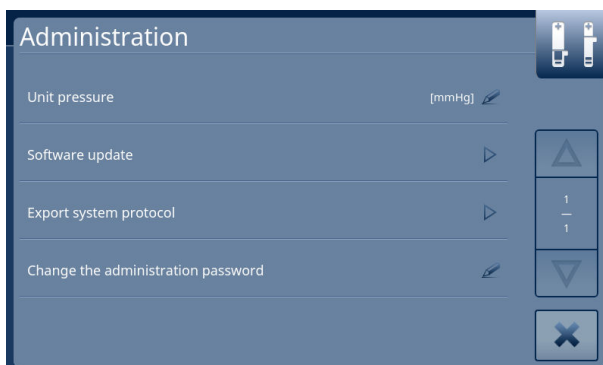 Administration
Unit pressure [mmHg]
Software update
Export system protocol
1
1
Change the administration password